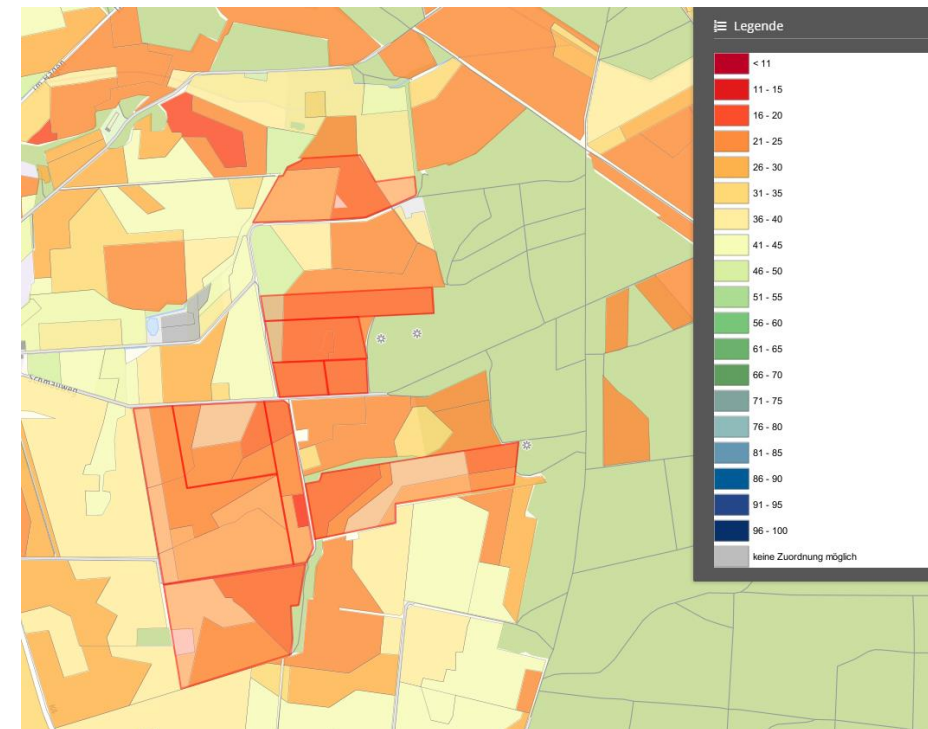 Legende
< 11
11 - 15
16 - 20
21 - 25
26 - 30
31 - 35
36 - 40
41 - 45
46 - 50
51 - 55
56 - 60
61 - 65
66 - 70
71 - 75
76 - 80
81 - 85
86 - 90
91 - 95
96 - 100
keine Zuordnung möglich